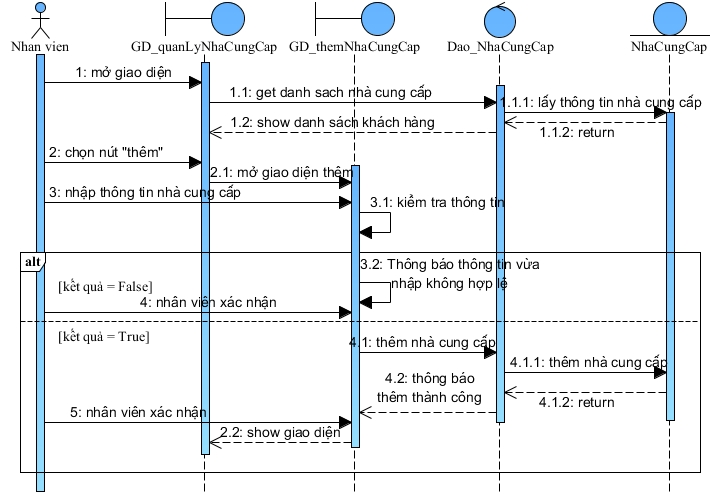 Nhan vien
GD_quanLyNhaCungCap
GD_themNhaCungCap
Dao_NhaCungCap
NhaCungCap
1: mở giao diện
1.1: get danh sach nhà cung cấp
1.1.1: lấy thông tin nhà cung cấp
1.2: show danh sách khách hàng
1.1.2: return
2: chọn nút "thêm"
2.1: mở giao diện thêm
3: nhập thông tin nhà cung cấp
3.1: kiểm tra thông tin
alt
3.2: Thông báo thông tin vừa
nhập không hợp lệ
[kết quả = False]
4: nhân viên xác nhận
[kết quả = True]
4.1: thêm nhà cung cấp
4.1.1: thêm nhà cung cấp
4.2: thông báo
thêm thành công
4.1.2: return
5: nhân viên xác nhận
2.2: show giao diện